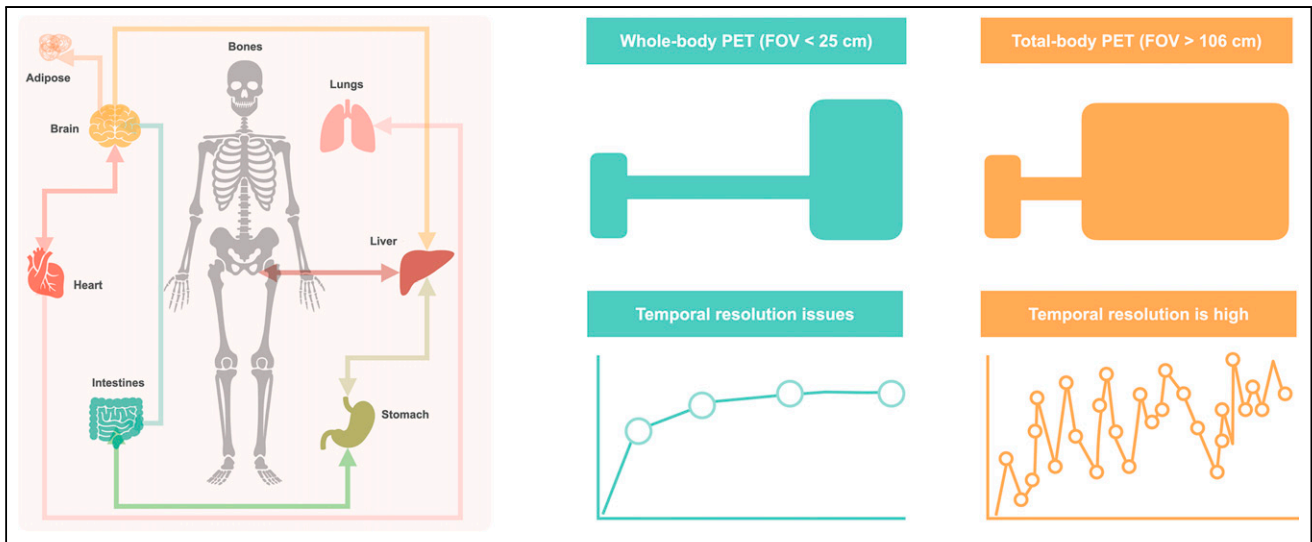 Bones
Adipose
Lungs
Brain
Liver
Heart
Intestines
Stomach
Whole-body PET (FOV < 25 cm)
Total-body PET (FOV > 106 cm)
Temporal resolution issues
Temporal resolution is high